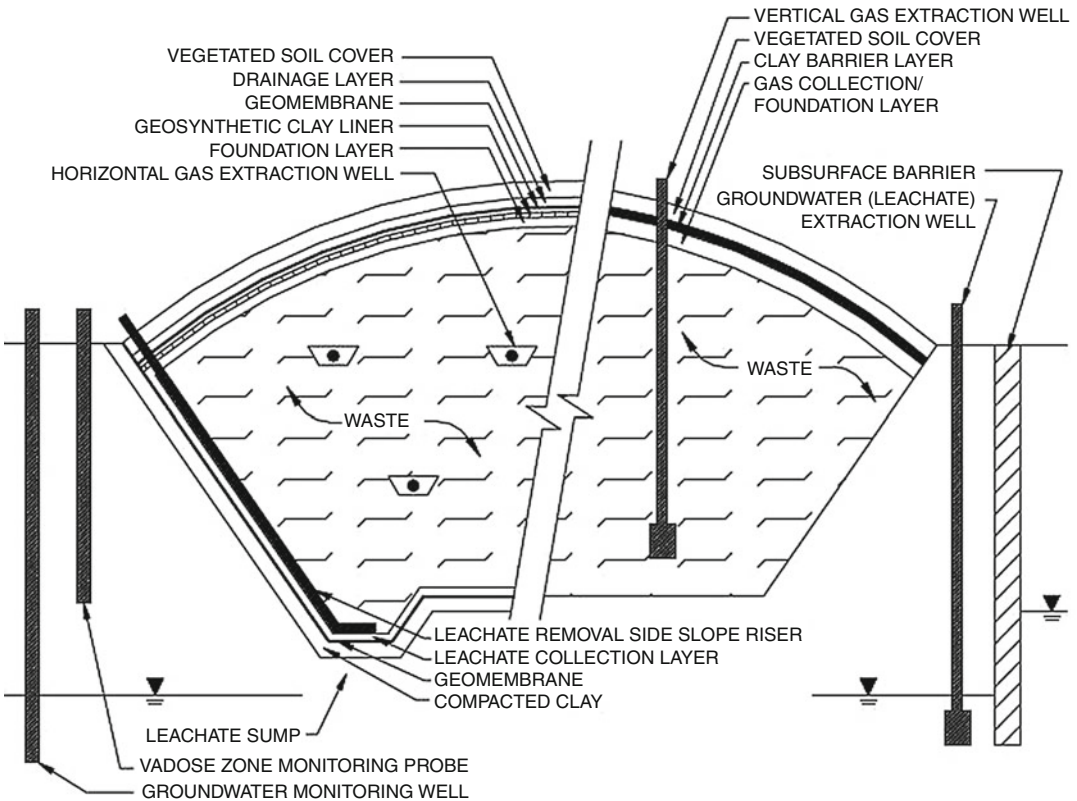 VERTICAL GAS EXTRACTION WELL
VEGETATED SOIL COVER
CLAY BARRIER LAYER
GAS COLLECTION/
FOUNDATION LAYER
VEGETATED SOIL COVER
DRAINAGE LAYER
GEOMEMBRANE
GEOSYNTHETIC CLAY LINER
FOUNDATION LAYER
HORIZONTAL GAS EXTRACTION WELL
SUBSURFACE BARRIER
GROUNDWATER (LEACHATE)
EXTRACTION WELL
WASTE
WASTE
LEACHATE REMOVAL SIDE SLOPE RISER
LEACHATE COLLECTION LAYER
GEOMEMBRANE
COMPACTED CLAY
LEACHATE SUMP
VADOSE ZONE MONITORING PROBE
GROUNDWATER MONITORING WELL